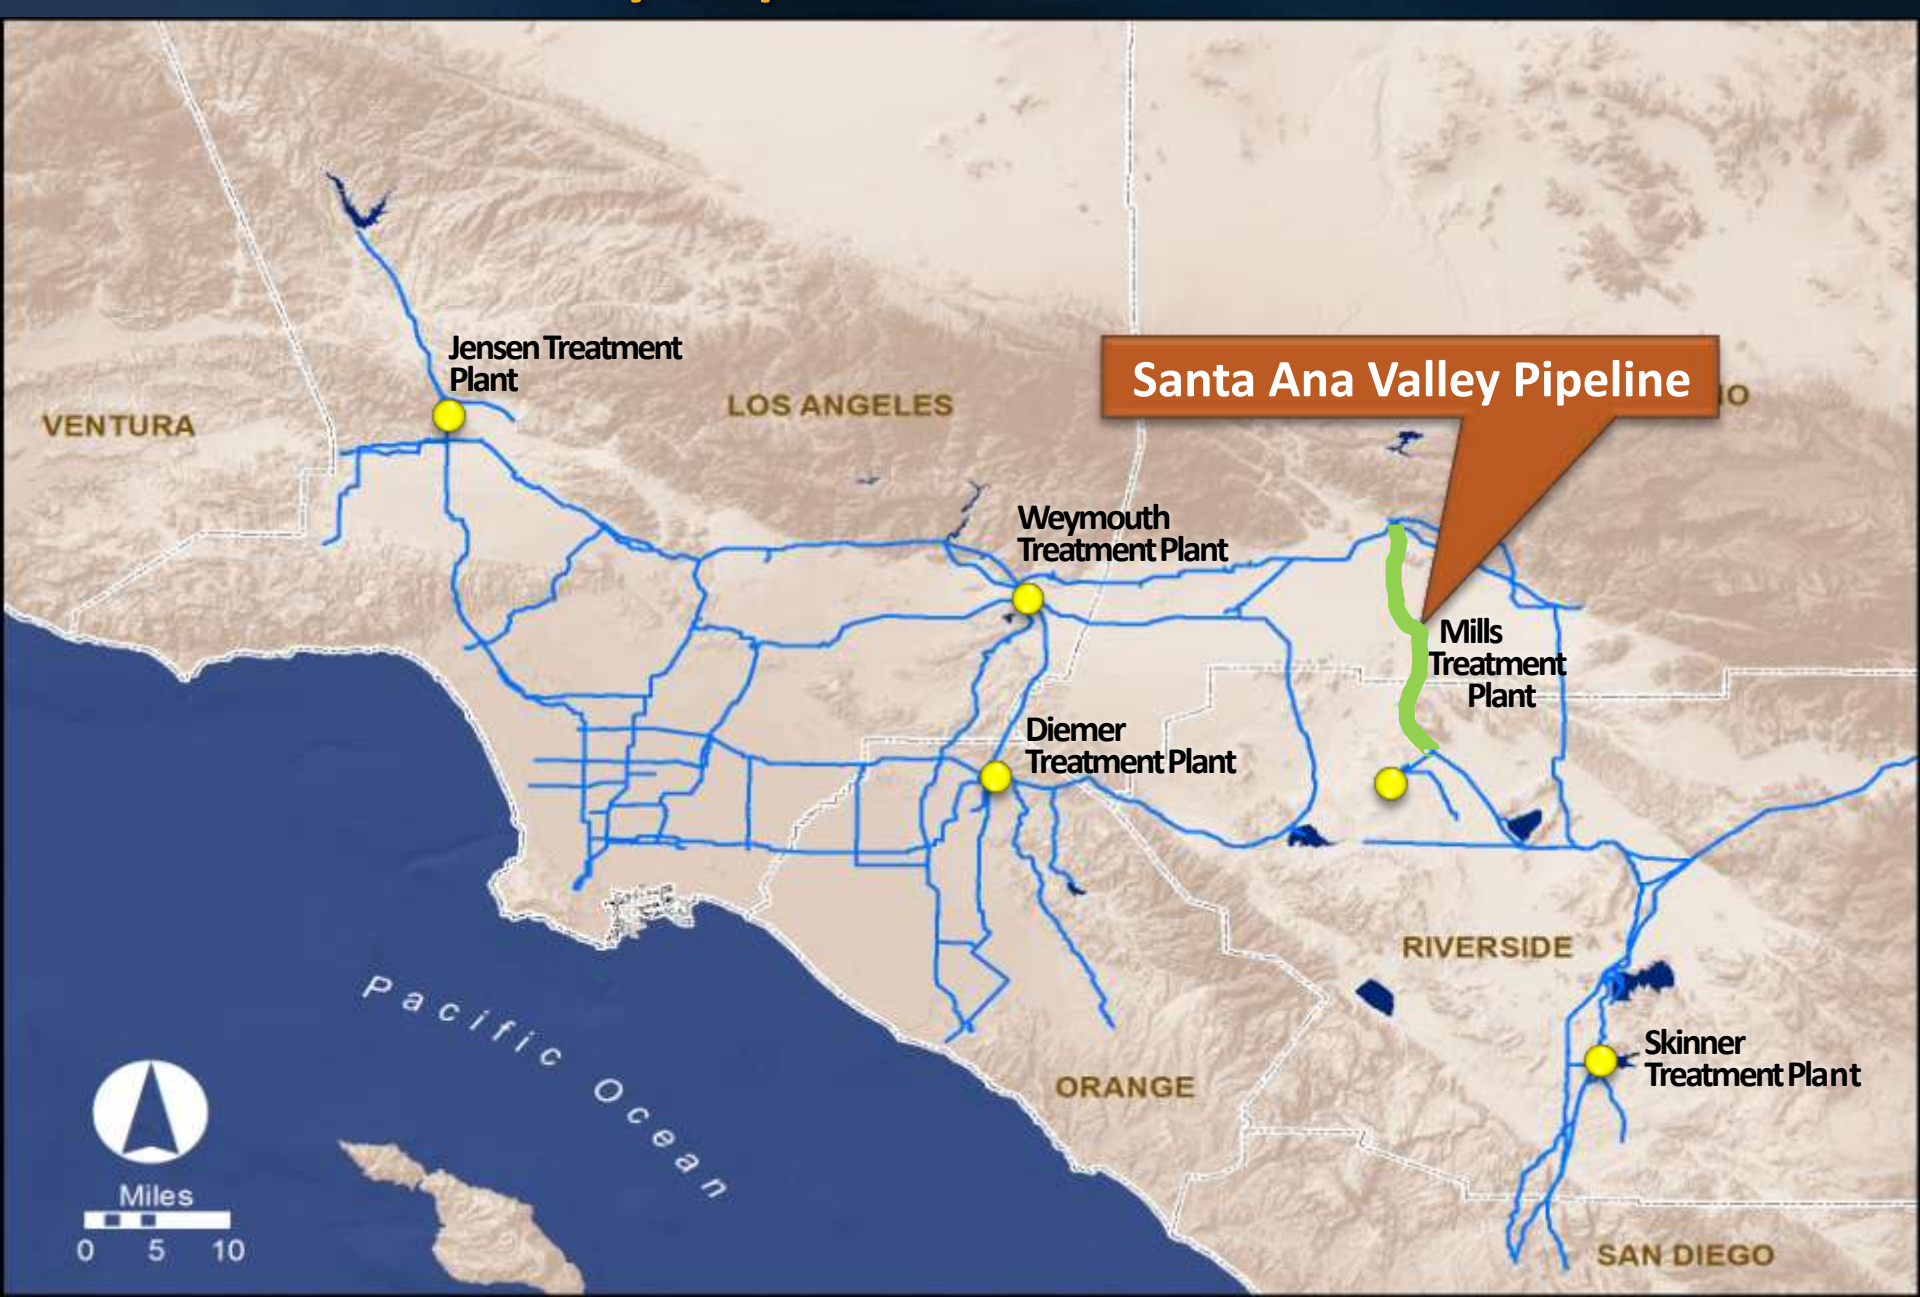 Jensen Treatment
Plant
VENTURA
LOS ANGELES
Santa Ana Valley Pipeline
Weymouth
Treatment Plant
Mills
Treatment
Plant
Diemer
Treatment Plant
RIVERSIDE
Pacific Ocean
Skinner
Treatment Plant
ORANGE
Miles
0 5 10
SAN DIEGO